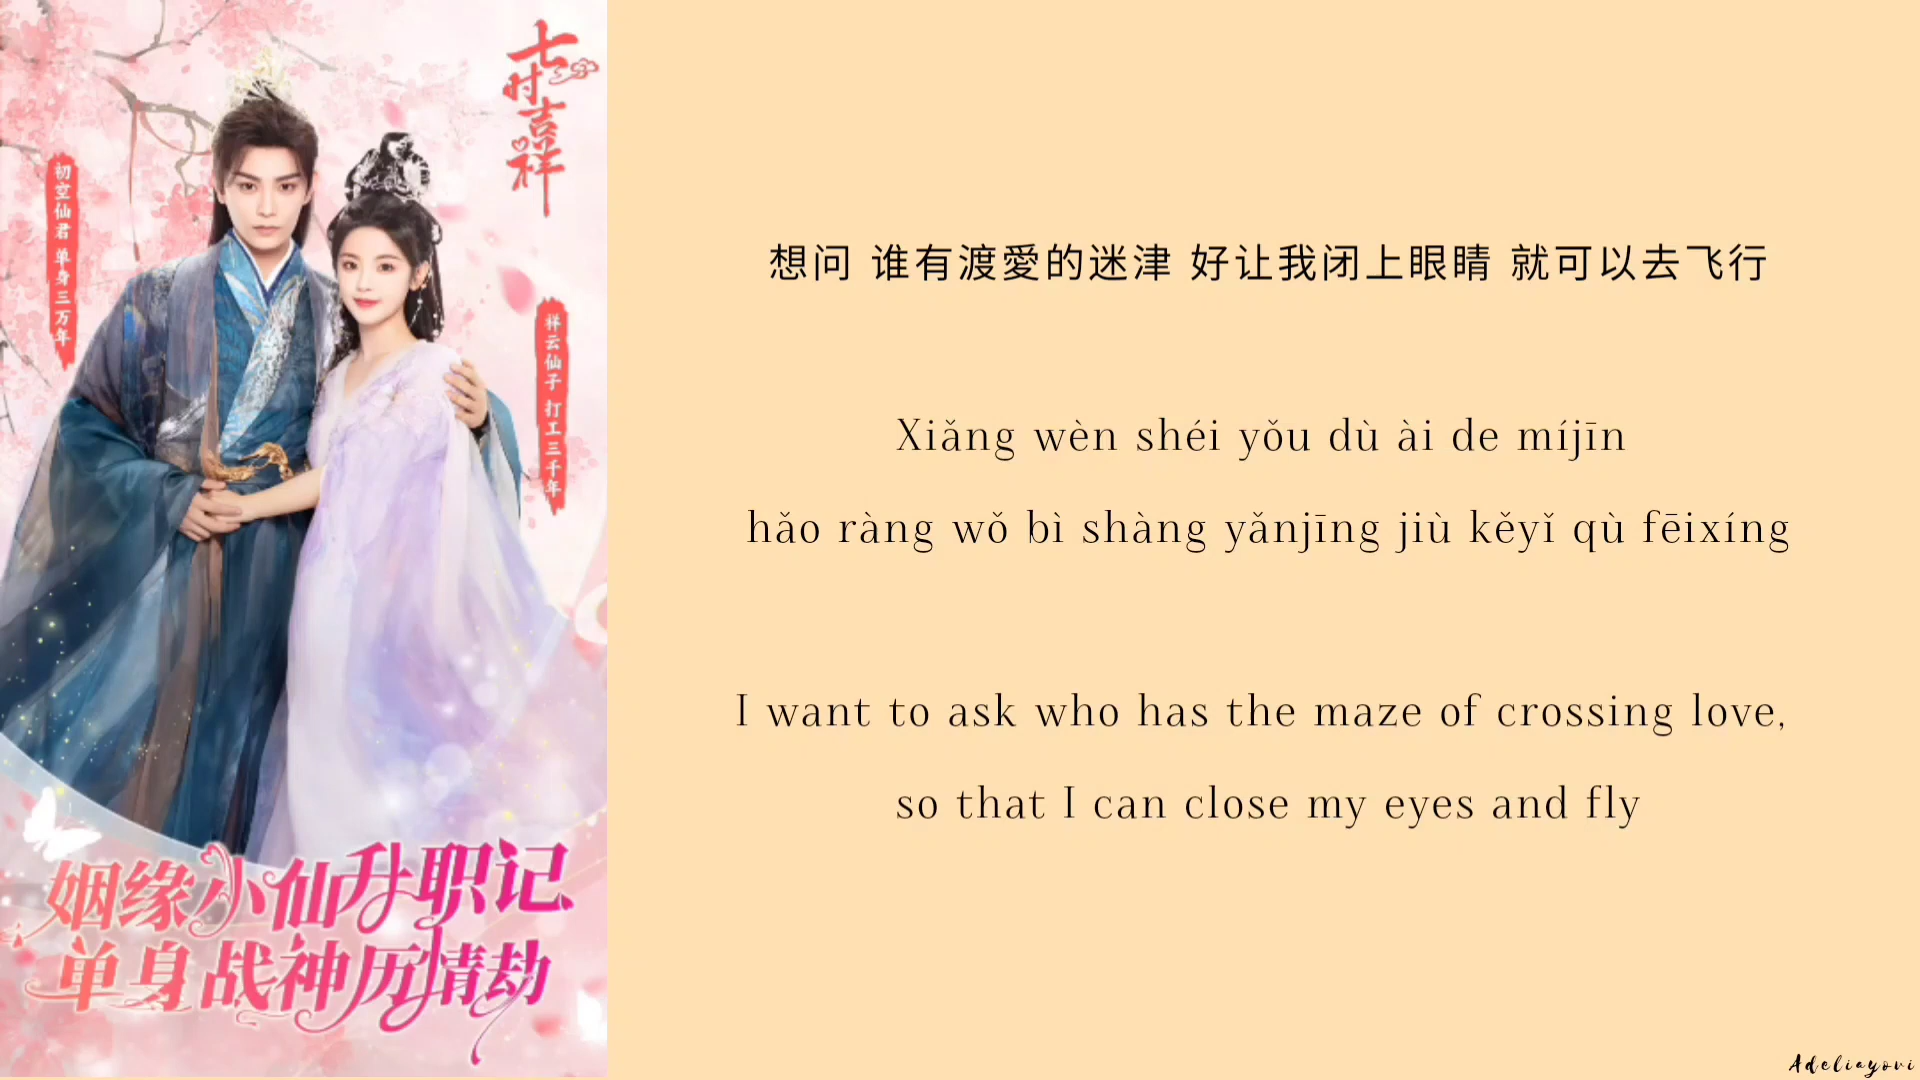 七时吉祥
初空仙君 单身三万年
祥云仙子 打工三千年
姻缘小仙升职记
单身战神历情劫
想问 谁有渡愛的迷津 好让我闭上眼睛 就可以去飞行
Xiǎng wèn shéi yǒu dù ài de míjīn
hǎo ràng wǒ bì shàng yǎnjīng jiù kěyǐ qù fēixíng
I want to ask who has the maze of crossing love,
so that I can close my eyes and fly
Adeliayovi